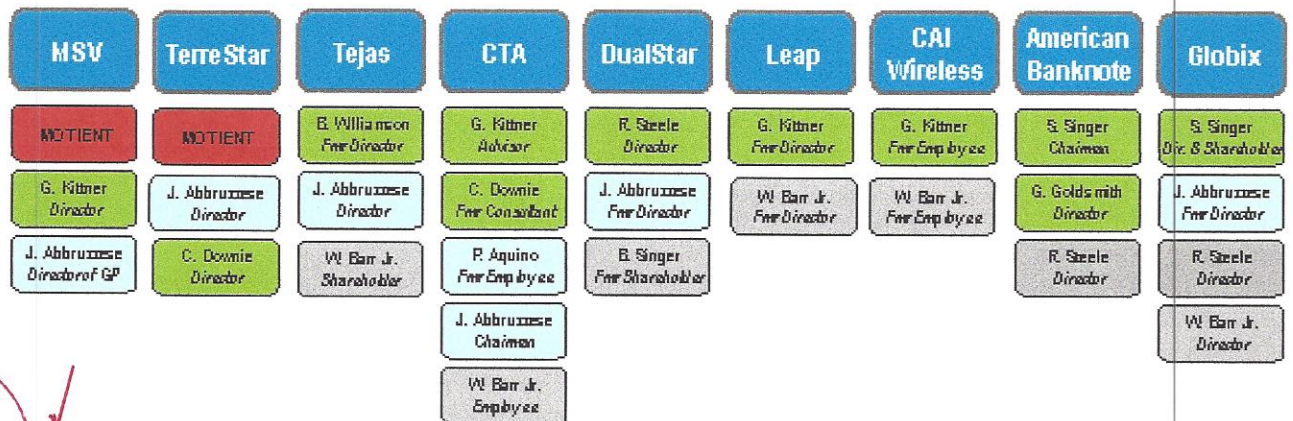 MSV
MOTIENT
G. Kittner
Director
J. Abbruzzese
Director of GP
TerreStar
MOTIENT
J. Abbruzzese
Director
C. Downie
Director
Tejas
B. Williamson
Fmr Director
J. Abbruzzese
Director
W. Barr Jr.
Shareholder
CTA
G. Kittner
Advisor
C. Downie
Fmr Consultant
P. Aquino
Fmr Employee
J. Abbruzzese
Chairman
W. Barr Jr.
Employee
DualStar
R. Steele
Director
J. Abbruzzese
Fmr Director
B. Singer
Fmr Shareholder
Leap
G. Kittner
Fmr Director
W. Barr Jr.
Fmr Director
CAI
Wireless
G. Kittner
Fmr Employee
W. Barr Jr.
Fmr Employee
American
Banknote
S. Singer
Chairman
G. Goldsmith
Director
R. Steele
Director
Globix
S. Singer
Dir. & Shareholder
J. Abbruzzese
Fmr Director
R. Steele
Director
W. Barr Jr.
Director